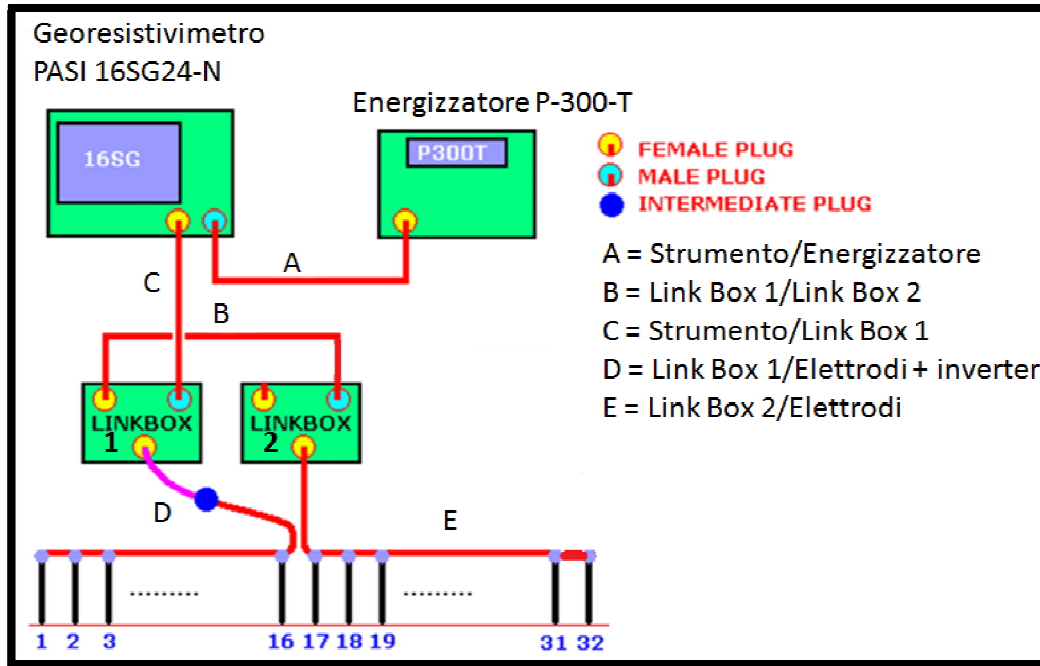 Georesistivimetro
PASI 16SG24-N
Energizzatore P-300-T
16SG
P300T
FEMALE PLUG
MALE PLUG
INTERMEDIATE PLUG
A = Strumento/Energizzatore
B = Link Box 1/Link Box 2
C = Strumento/Link Box 1
D = Link Box 1/Elettrodi + inverter
E = Link Box 2/Elettrodi
A
C
B
LINKBOX
1
LINKBOX
2
D
E
......... .........
1 2 3 16 17 18 19 31 32